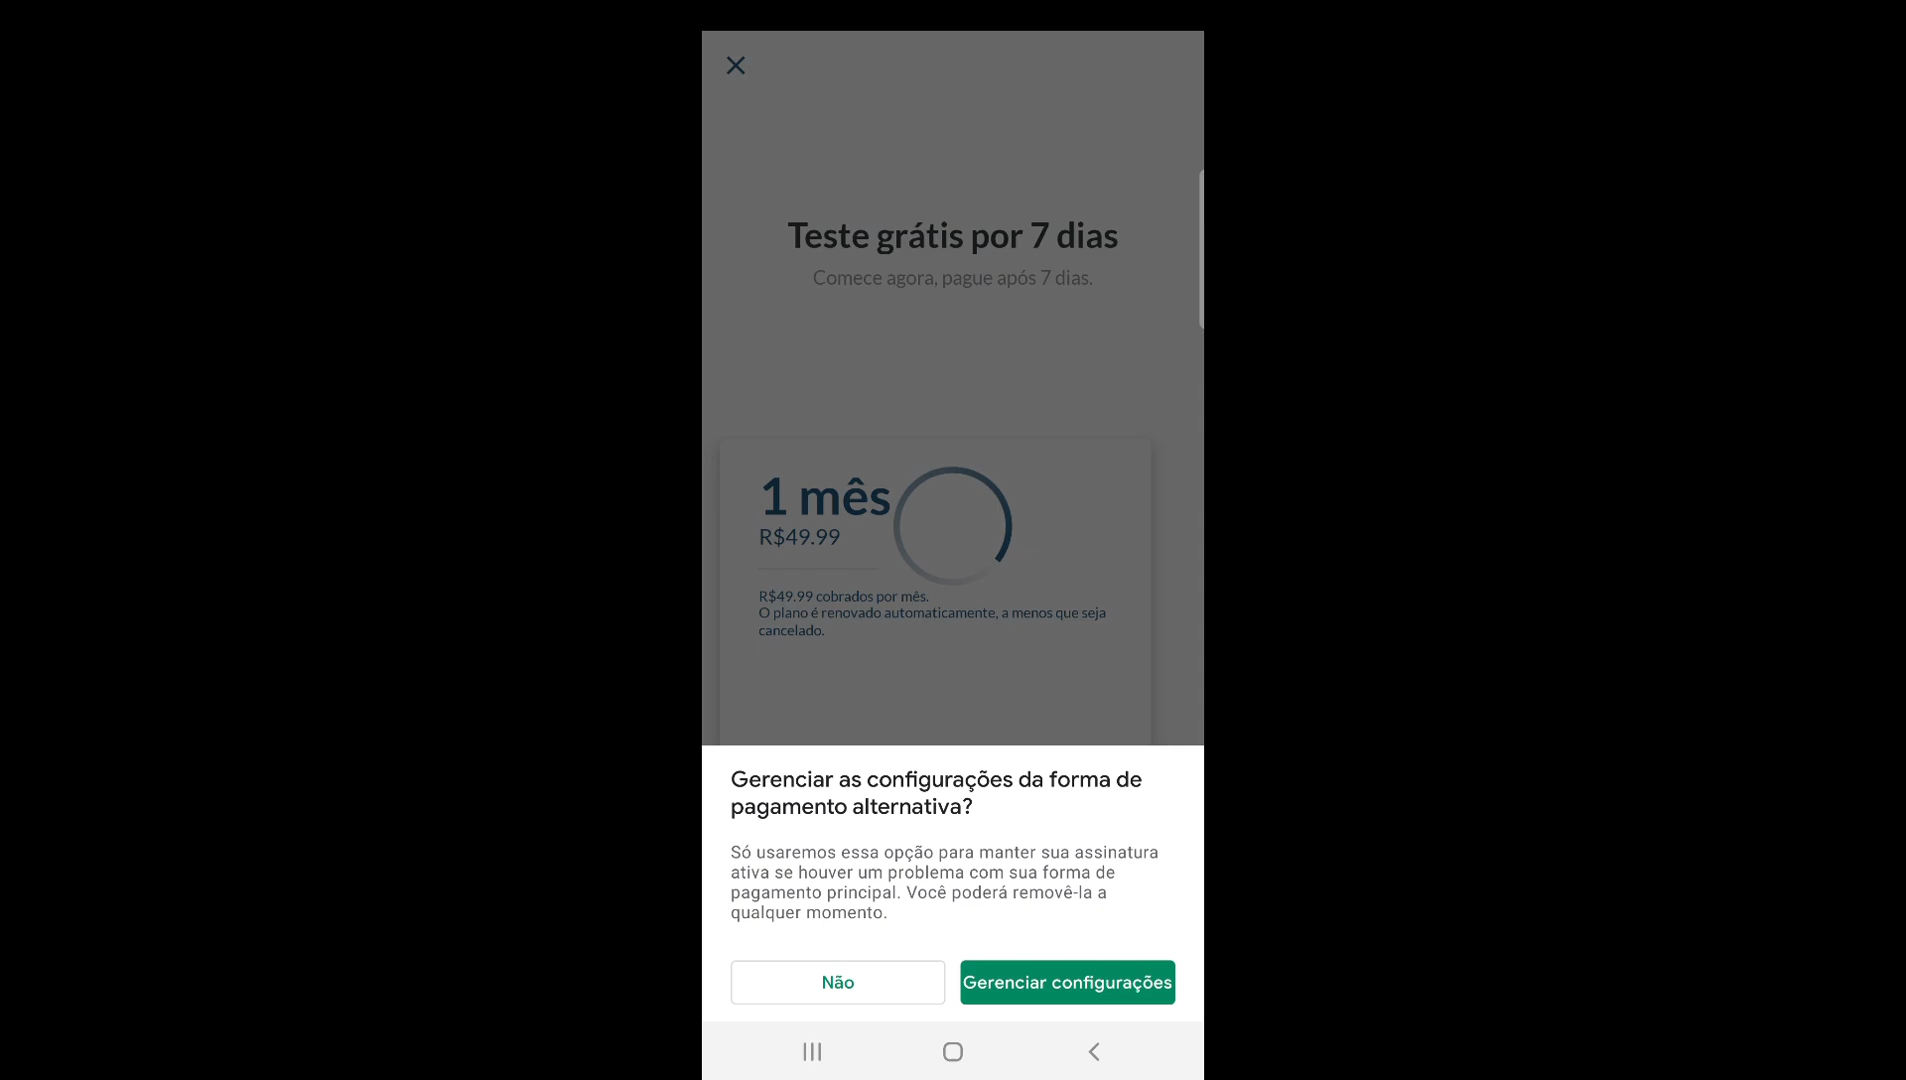 Teste grátis por 7 dias
Comece agora, pague após 7 dias.
1 mês
R$49.99
R$49.99 cobrados por mês.
O plano é renovado automaticamente, a menos que seja
cancelado.
Gerenciar as configurações da forma de
pagamento alternativa?
Só usaremos essa opção para manter sua assinatura
ativa se houver um problema com sua forma de
pagamento principal. Você poderá removê-la a
qualquer momento.
Não
Gerenciar configurações